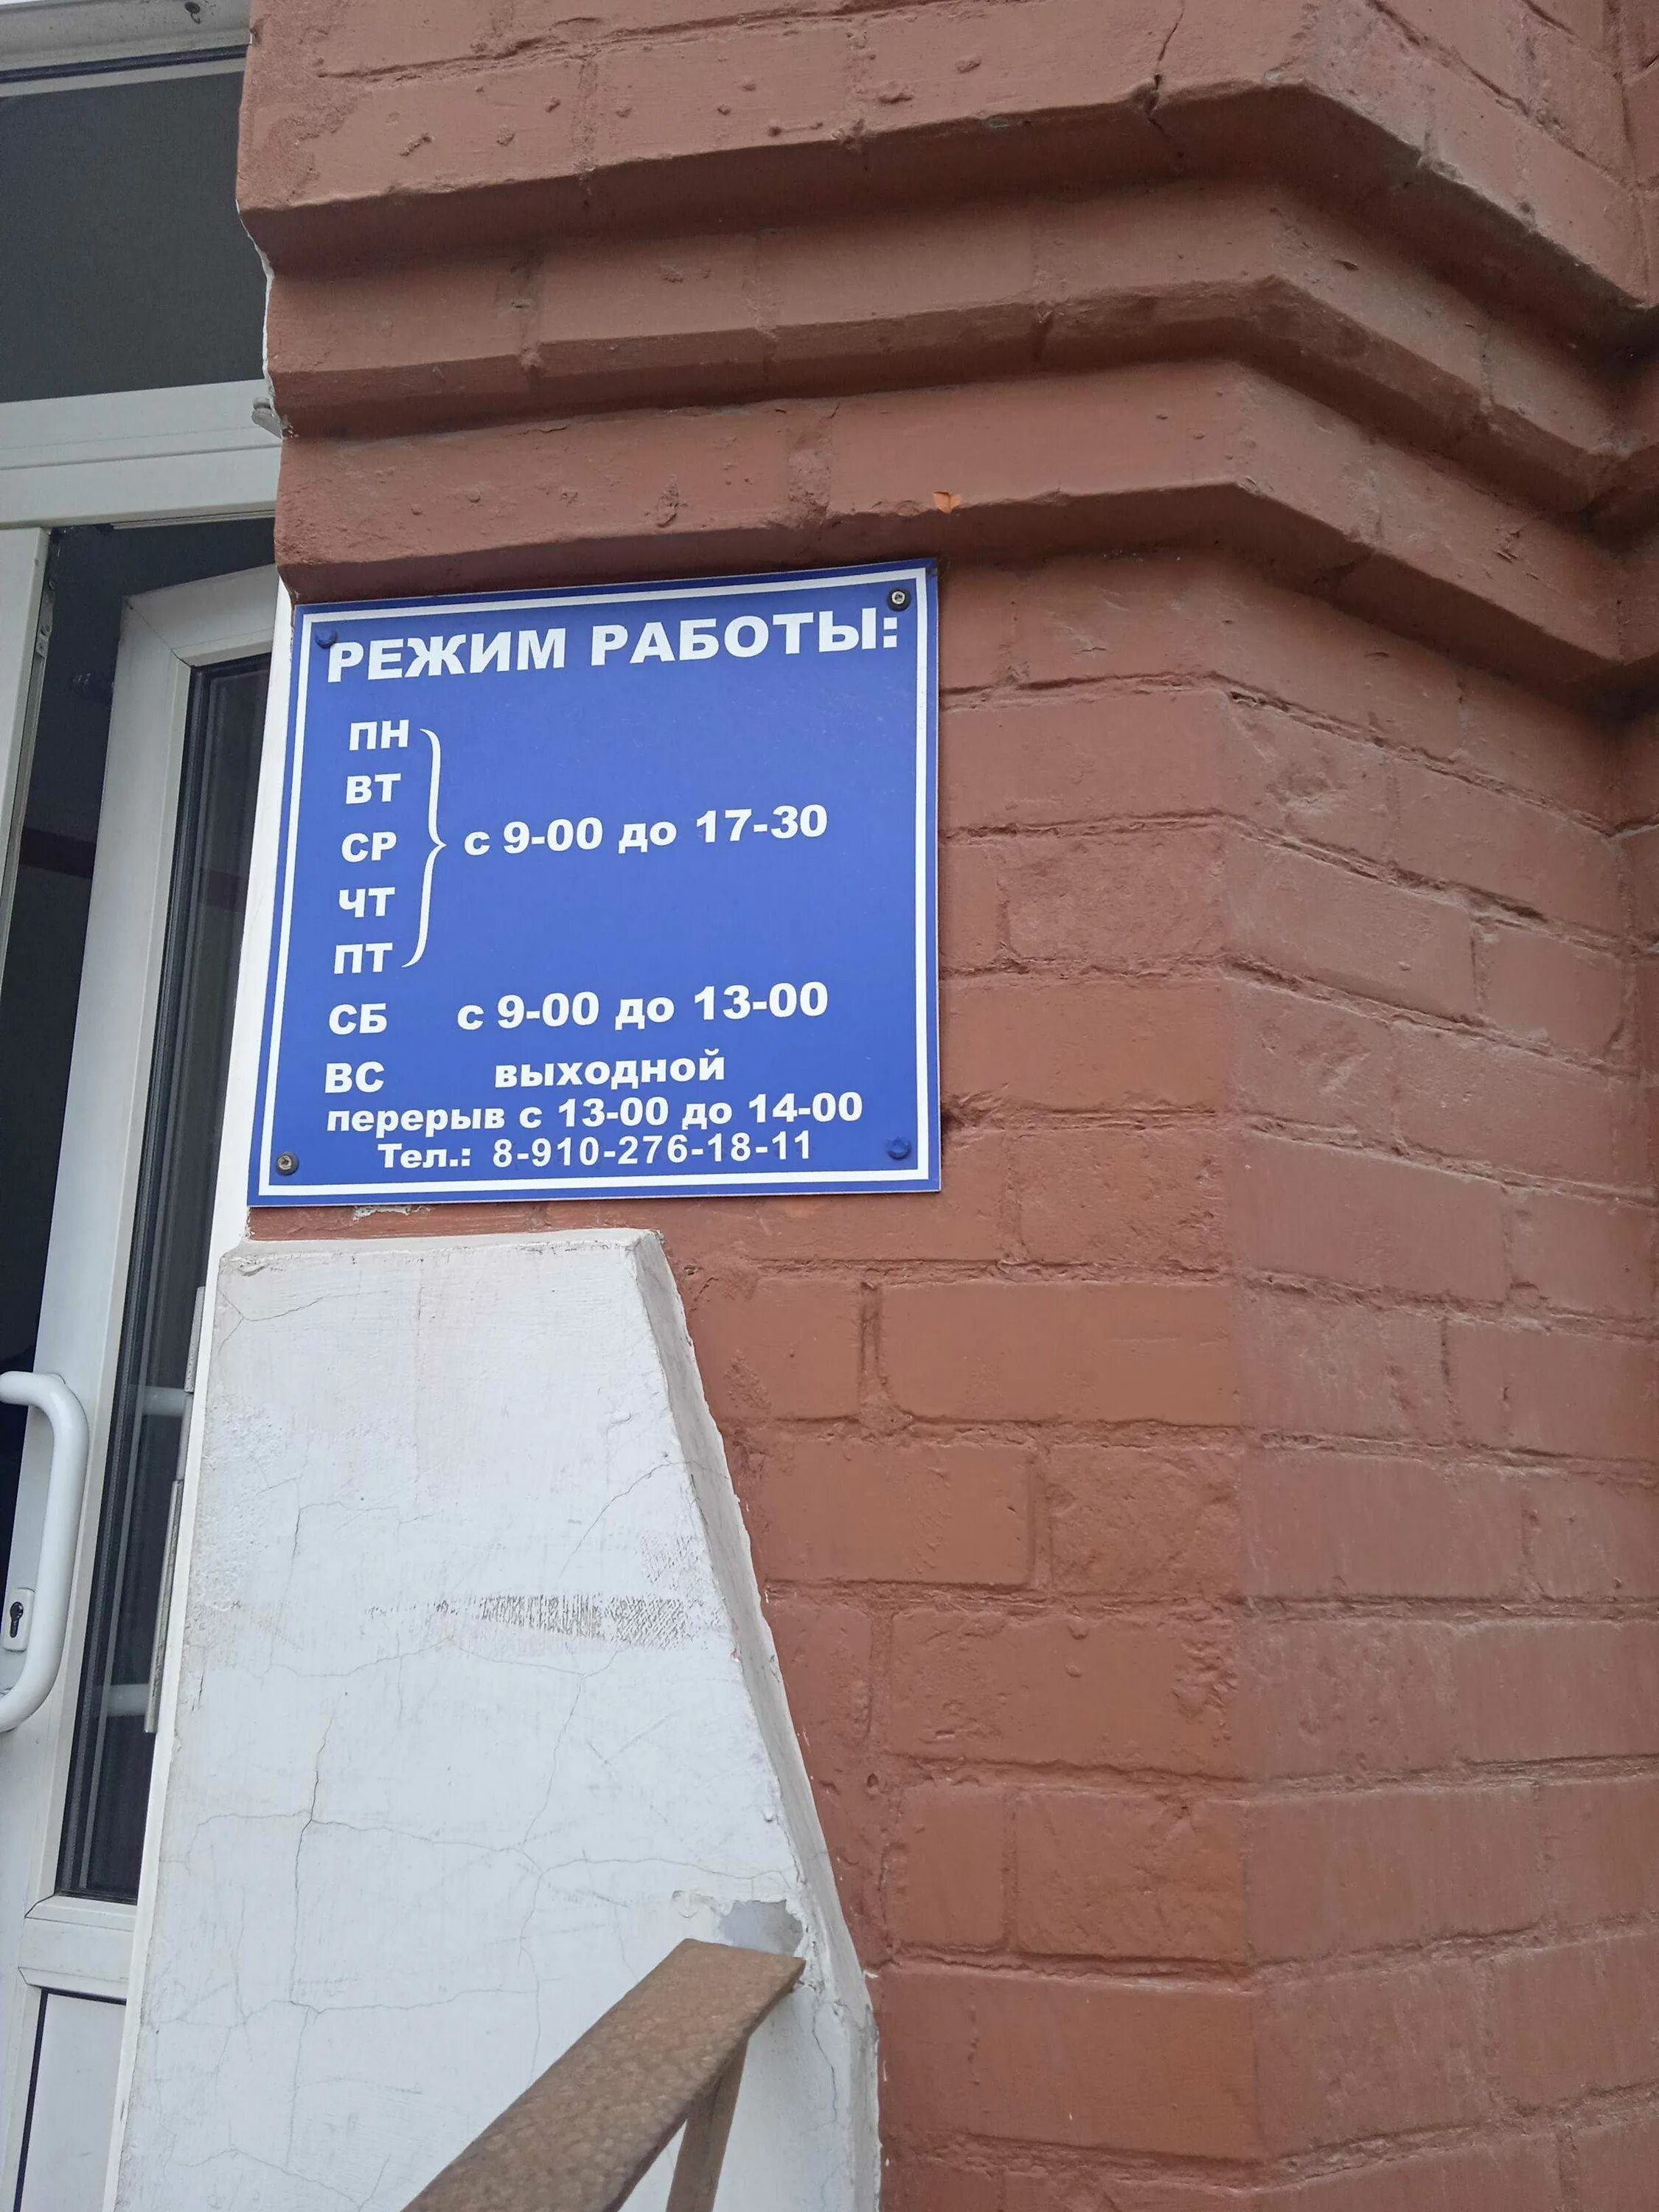 РЕЖИМ РАБОТЫ:
ПН
ВТ
СР с 9-00 до 17-30
ЧТ
ПТ
СБ с 9-00 до 13-00
ВС выходной
перерыв с 13-00 до 14-00
Тел.: 8-910-276-18-11